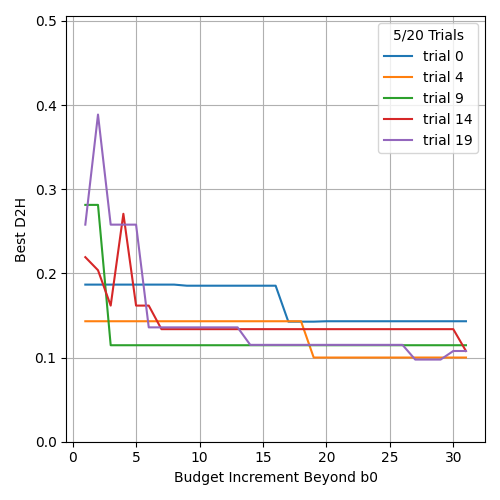 0.5
0.4
0.3
0.2
0.1
0.0
Best D2H
0 5 10 15 20 25 30
Budget Increment Beyond b0
5/20 Trials
trial 0
trial 4
trial 9
trial 14
trial 19